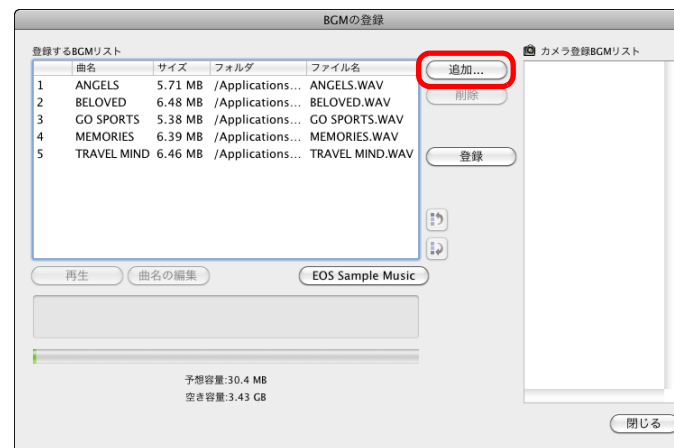 BGMの登録
登録するBGMリスト
カメラ登録BGMリスト
曲名 サイズ フォルダ ファイル名
1 ANGELS 5.71 MB /Applications... ANGELS.WAV
2 BELOVED 6.48 MB /Applications... BELOVED.WAV
3 GO SPORTS 5.38 MB /Applications... GO SPORTS.WAV
4 MEMORIES 6.39 MB /Applications... MEMORIES.WAV
5 TRAVEL MIND 6.46 MB /Applications... TRAVEL MIND.WAV
追加...
削除
登録
再生 曲名の編集 EOS Sample Music
予想容量:30.4 MB
空き容量:3.43 GB
閉じる